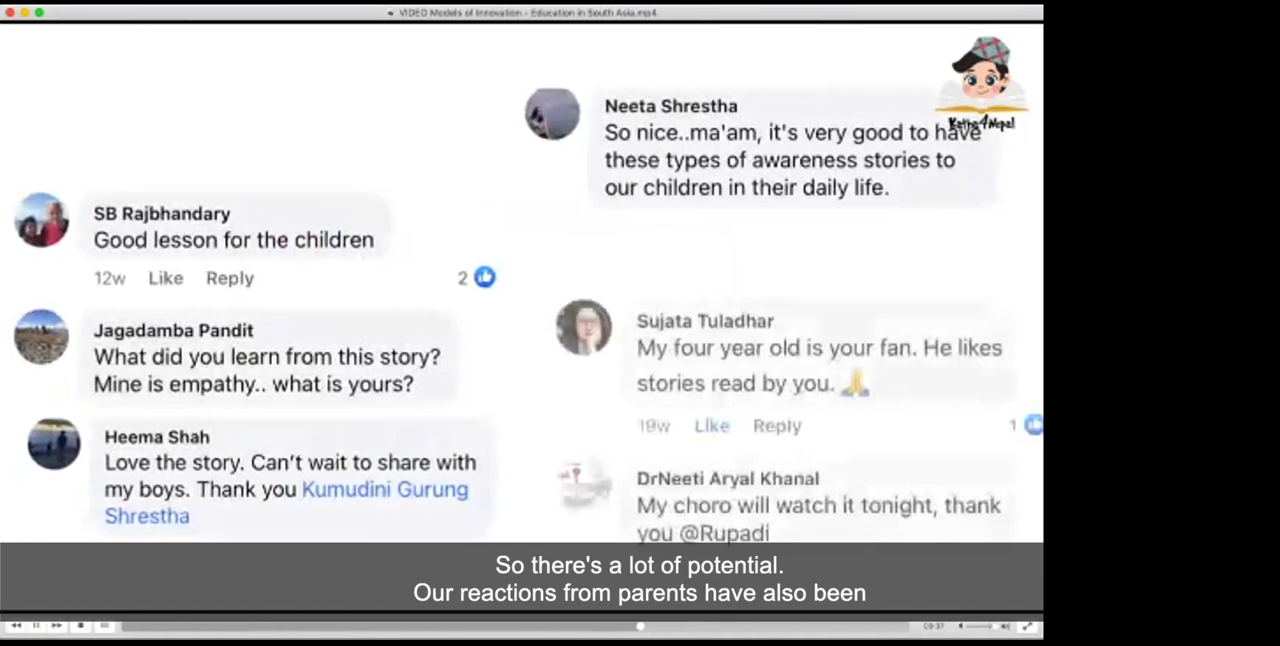 VIDEO Models of Innovation - Education in South Asia.mp4
Katha4Nepal
Neeta Shrestha
So nice..ma'am, it's very good to have
these types of awareness stories to
our children in their daily life.
SB Rajbhandary
Good lesson for the children
12w Like Reply 2
Jagadamba Pandit
What did you learn from this story?
Mine is empathy.. what is yours?
Heema Shah
Love the story. Can't wait to share with
my boys. Thank you Kumudini Gurung
Shrestha
Sujata Tuladhar
My four year old is your fan. He likes
stories read by you. 🙏
19w Like Reply 1
DrNeeti Aryal Khanal
My choro will watch it tonight, thank
you @Rupadi
So there's a lot of potential.
Our reactions from parents have also been